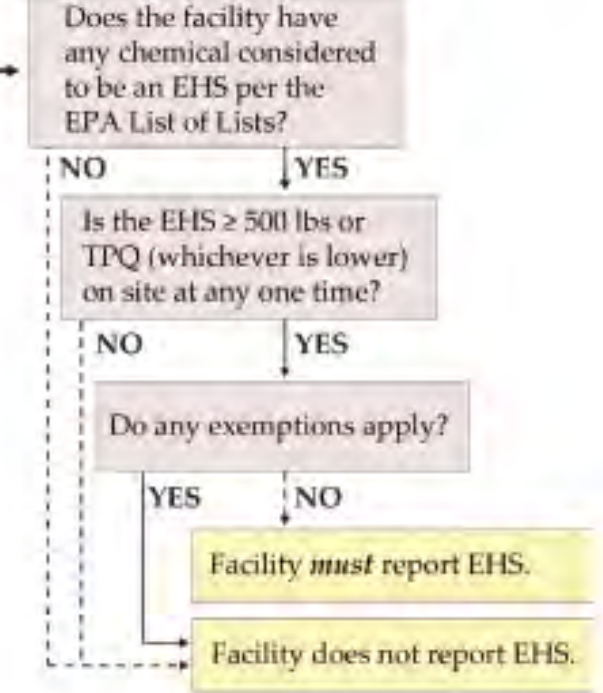 Does the facility have
any chemical considered
to be an EHS per the
EPA List of Lists?
NO
YES
Is the EHS ≥ 500 lbs or
TPQ (whichever is lower)
on site at any one time?
NO
YES
Do any exemptions apply?
YES
NO
Facility must report EHS.
Facility does not report EHS.